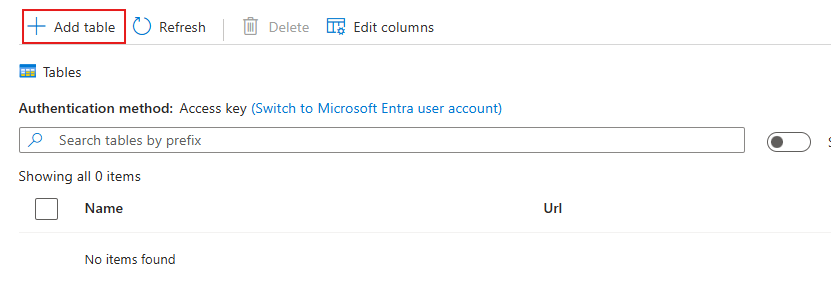 Add table Refresh Delete Edit columns
Tables
Authentication method: Access key (Switch to Microsoft Entra user account)
Search tables by prefix
Showing all 0 items
Name Url
No items found